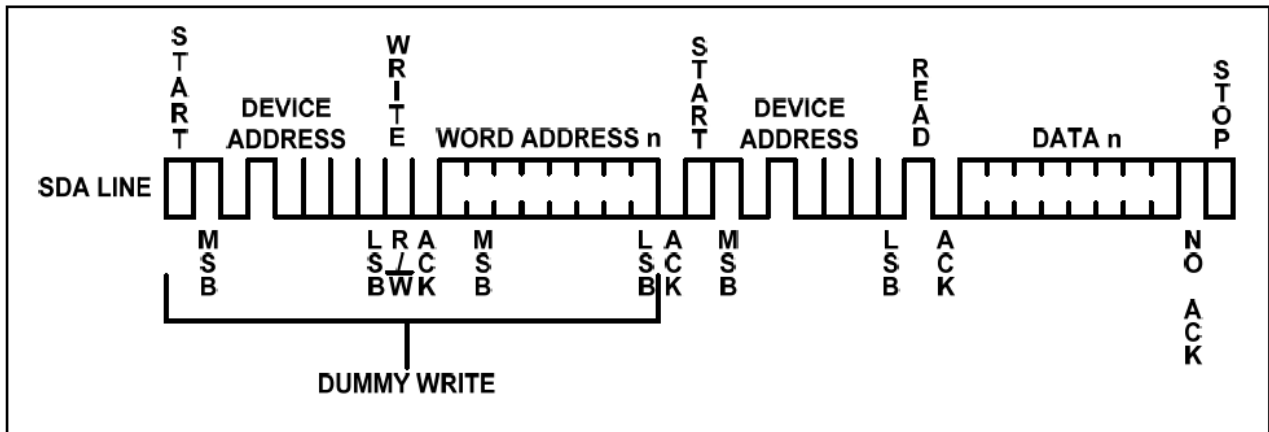 START
DEVICE
ADDRESS
WRITE
WORD ADDRESS n
START
DEVICE
ADDRESS
READ
DATA n
STOP
SDA LINE
MSB
LSB
R/W
ACK
MSB
LSB
ACK
MSB
LSB
ACK
NO ACK
DUMMY WRITE